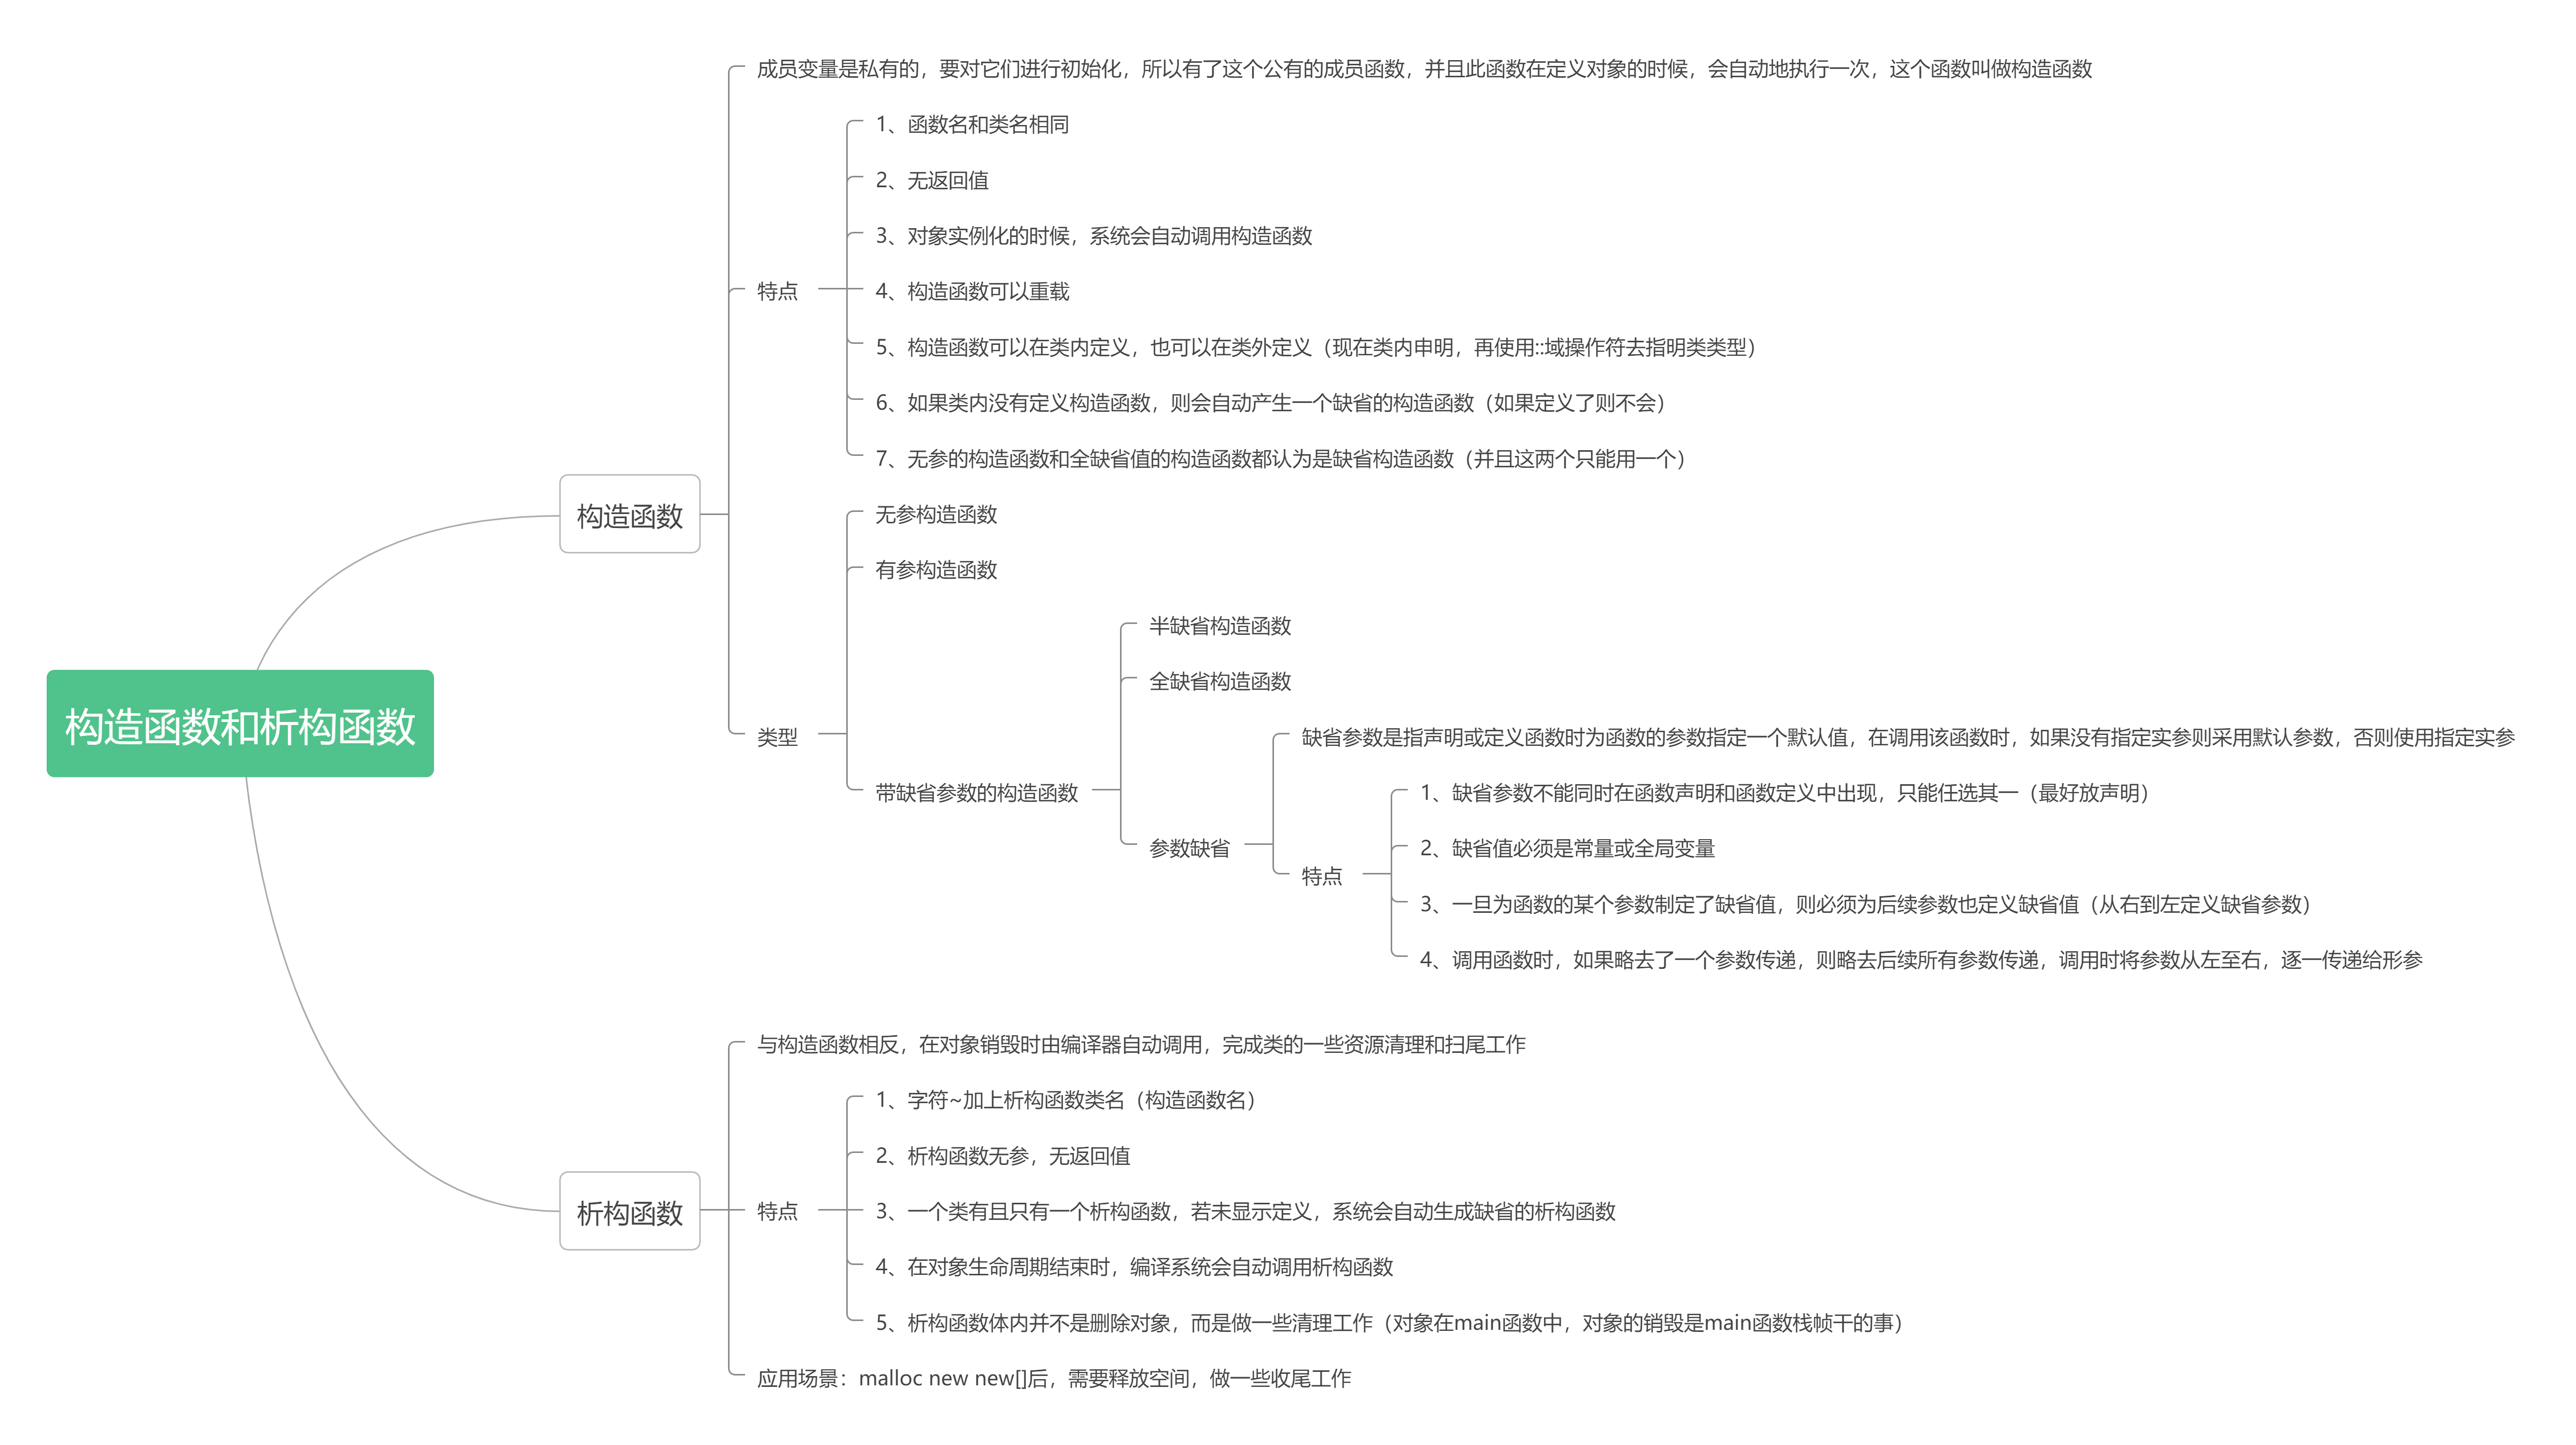 构造函数和析构函数
构造函数
成员变量是私有的，要对它们进行初始化，所以有了这个公有的成员函数，并且此函数在定义对象的时候，会自动地执行一次，这个函数叫做构造函数
特点
1、函数名和类名相同
2、无返回值
3、对象实例化的时候，系统会自动调用构造函数
4、构造函数可以重载
5、构造函数可以在类内定义，也可以在类外定义（现在类内申明，再使用::域操作符去指明类类型）
6、如果类内没有定义构造函数，则会自动产生一个缺省的构造函数（如果定义了则不会）
7、无参的构造函数和全缺省值的构造函数都认为是缺省构造函数（并且这两个只能用一个）
类型
无参构造函数
有参构造函数
带缺省参数的构造函数
半缺省构造函数
全缺省构造函数
参数缺省
缺省参数是指声明或定义函数时为函数的参数指定一个默认值，在调用该函数时，如果没有指定实参则采用默认参数，否则使用指定实参
特点
1、缺省参数不能同时在函数声明和函数定义中出现，只能任选其一（最好放声明）
2、缺省值必须是常量或全局变量
3、一旦为函数的某个参数制定了缺省值，则必须为后续参数也定义缺省值（从右到左定义缺省参数）
4、调用函数时，如果略去了一个参数传递，则略去后续所有参数传递，调用时将参数从左至右，逐一传递给形参
析构函数
与构造函数相反，在对象销毁时由编译器自动调用，完成类的一些资源清理和扫尾工作
特点
1、字符~加上析构函数类名（构造函数名）
2、析构函数无参，无返回值
3、一个类有且只有一个析构函数，若未显示定义，系统会自动生成缺省的析构函数
4、在对象生命周期结束时，编译系统会自动调用析构函数
5、析构函数体内并不是删除对象，而是做一些清理工作（对象在main函数中，对象的销毁是main函数栈帧干的事）
应用场景：malloc new new[]后，需要释放空间，做一些收尾工作